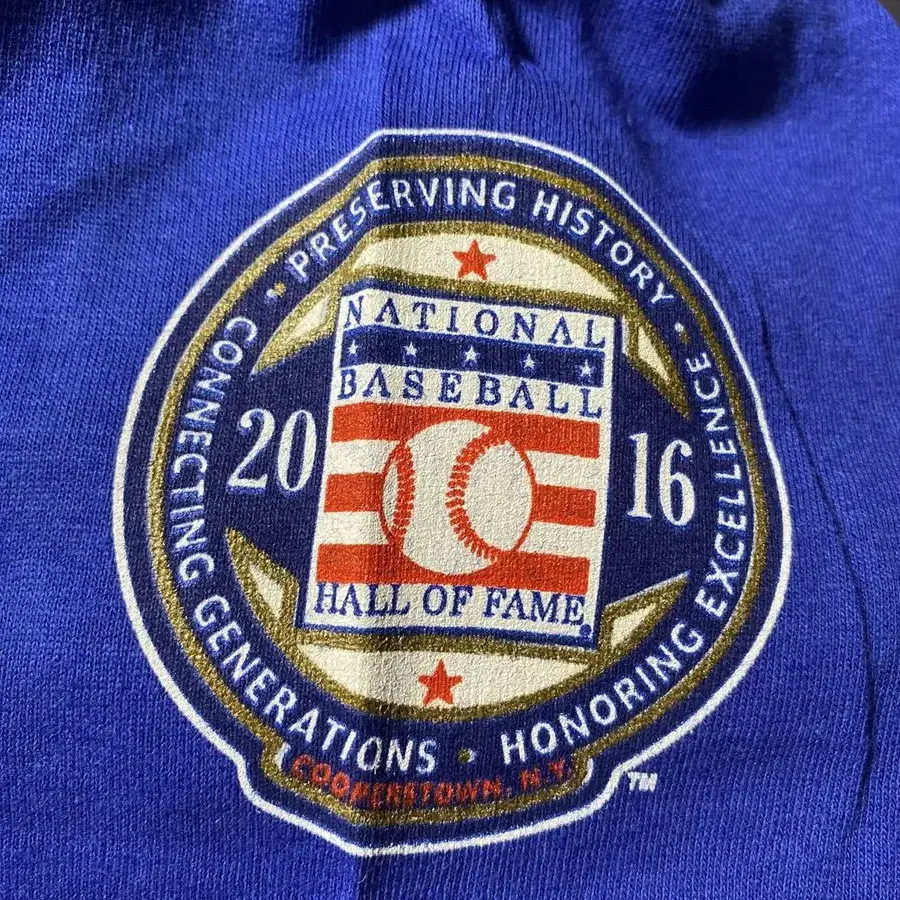 PRESERVING HISTORY •
HONORING EXCELLENCE •
CONNECTING GENERATIONS •
NATIONAL
BASEBALL
20 16
HALL OF FAME®
COOPERSTOWN, N.Y.
TM